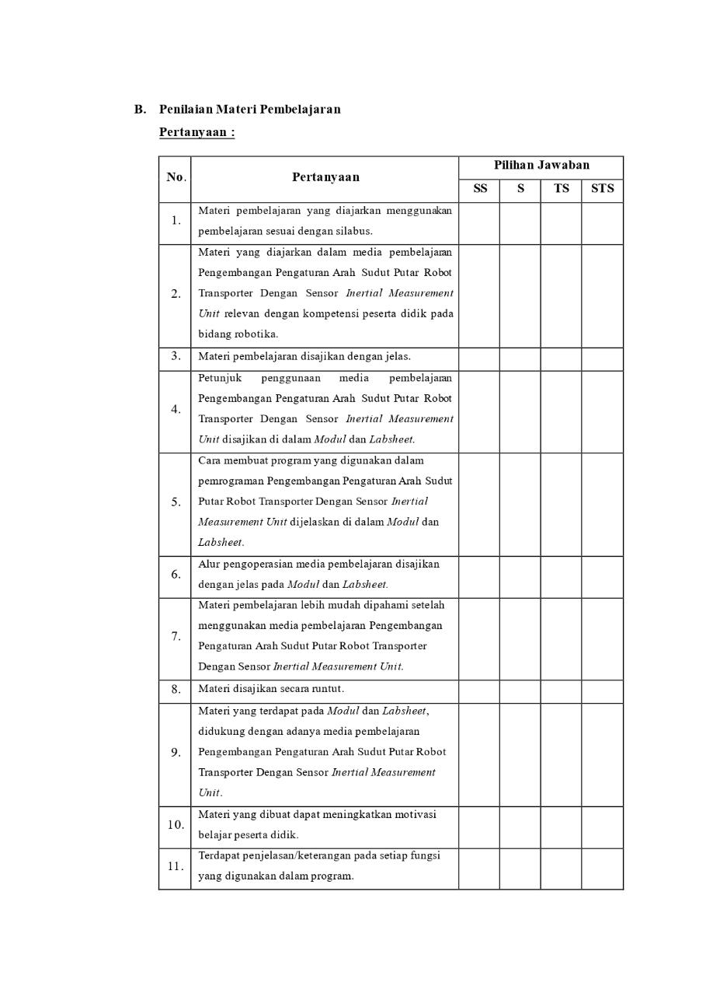 B. Penilaian Materi Pembelajaran
Pertanyaan :
No. Pertanyaan Pilihan Jawaban
SS S TS STS
1. Materi pembelajaran yang diajarkan menggunakan
pembelajaran sesuai dengan silabus.
2. Materi yang diajarkan dalam media pembelajaran
Pengembangan Pengaturan Arah Sudut Putar Robot
Transporter Dengan Sensor Inertial Measurement
Unit relevan dengan kompetensi peserta didik pada
bidang robotika.
3. Materi pembelajaran disajikan dengan jelas.
4. Petunjuk penggunaan media pembelajaran
Pengembangan Pengaturan Arah Sudut Putar Robot
Transporter Dengan Sensor Inertial Measurement
Unit disajikan di dalam Modul dan Labsheet.
5. Cara membuat program yang digunakan dalam
pemrograman Pengembangan Pengaturan Arah Sudut
Putar Robot Transporter Dengan Sensor Inertial
Measurement Unit dijelaskan di dalam Modul dan
Labsheet.
6. Alur pengoperasian media pembelajaran disajikan
dengan jelas pada Modul dan Labsheet.
7. Materi pembelajaran lebih mudah dipahami setelah
menggunakan media pembelajaran Pengembangan
Pengaturan Arah Sudut Putar Robot Transporter
Dengan Sensor Inertial Measurement Unit.
8. Materi disajikan secara runtut.
9. Materi yang terdapat pada Modul dan Labsheet,
didukung dengan adanya media pembelajaran
Pengembangan Pengaturan Arah Sudut Putar Robot
Transporter Dengan Sensor Inertial Measurement
Unit.
10. Materi yang dibuat dapat meningkatkan motivasi
belajar peserta didik.
11. Terdapat penjelasan/keterangan pada setiap fungsi
yang digunakan dalam program.